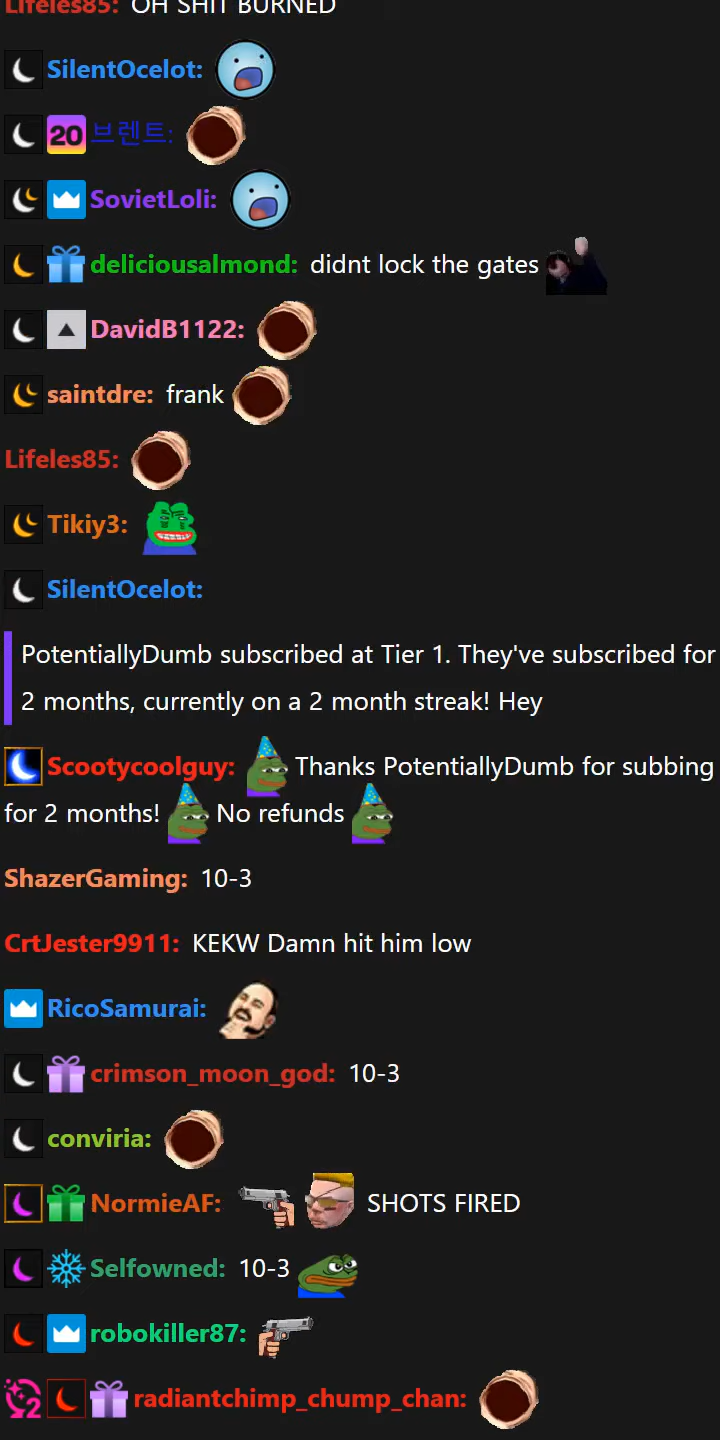 Lifeles85: OH SHIT BURNED
SilentOcelot:
20 브렌트:
SovietLoli:
deliciousalmond: didnt lock the gates
DavidB1122:
saintdre: frank
Lifeles85:
Tikiy3:
SilentOcelot:
PotentiallyDumb subscribed at Tier 1. They've subscribed for
2 months, currently on a 2 month streak! Hey
Scootycoolguy: Thanks PotentiallyDumb for subbing
for 2 months! No refunds
ShazerGaming: 10-3
CrtJester9911: KEKW Damn hit him low
RicoSamurai:
crimson_moon_god: 10-3
conviria:
NormieAF: SHOTS FIRED
Selfowned: 10-3
robokiller87:
2 radiantchimp_chump_chan: